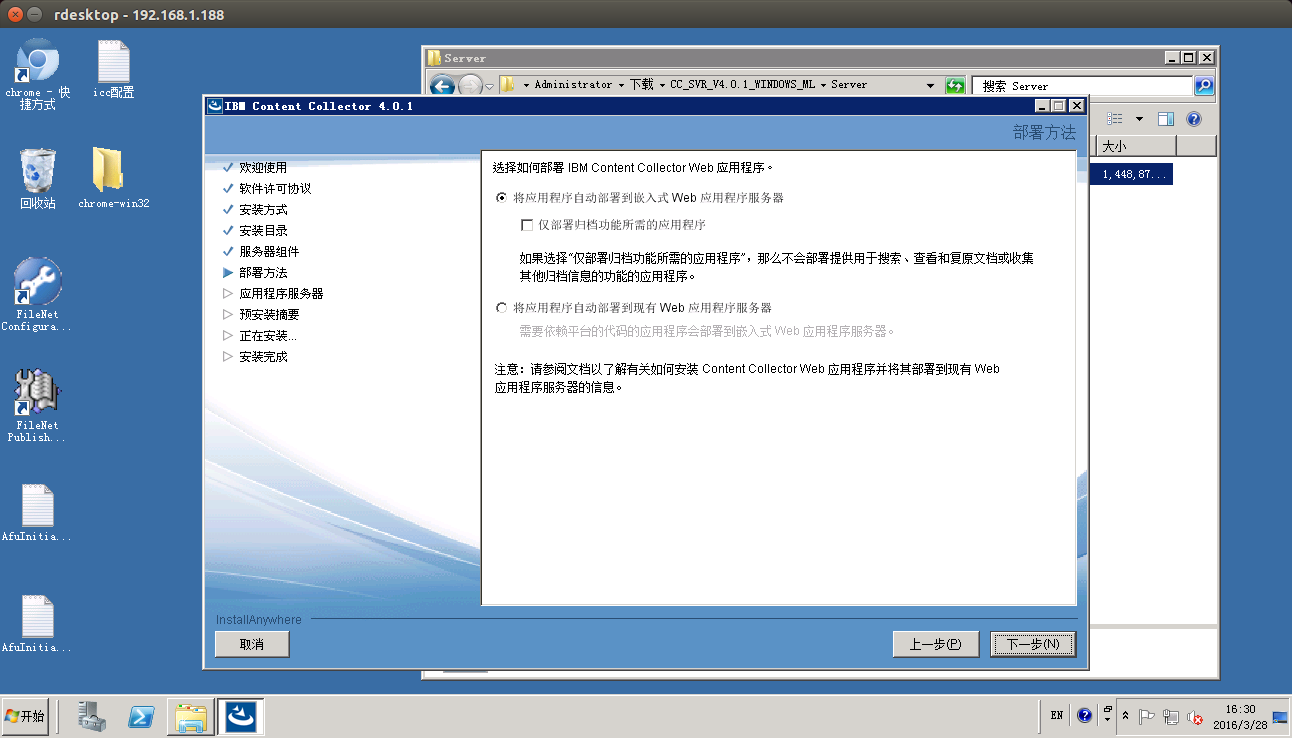 rdesktop - 192.168.1.188
chrome - 快
捷方式
icc配置
回收站
chrome-win32
FileNet
Configura...
FileNet
Publish...
AfuInitia...
AfuInitia...
Server
Administrator
下载
CC_SVR_V4.0.1_WINDOWS_ML
Server
搜索 Server
大小
1,448,87...
IBM Content Collector 4.0.1
部署方法
欢迎使用
软件许可协议
安装方式
安装目录
服务器组件
部署方法
应用程序服务器
预安装摘要
正在安装...
安装完成
选择如何部署 IBM Content Collector Web 应用程序。
将应用程序自动部署到嵌入式 Web 应用程序服务器
仅部署归档功能所需的应用程序
如果选择“仅部署归档功能所需的应用程序”，那么不会部署提供用于搜索、查看和复原文档或收集
其他归档信息的功能的应用程序。
将应用程序自动部署到现有 Web 应用程序服务器
需要依赖平台的代码的应用程序会部署到嵌入式 Web 应用程序服务器。
注意：请参阅文档以了解有关如何安装 Content Collector Web 应用程序并将其部署到现有 Web
应用程序服务器的信息。
InstallAnywhere
取消
上一步(P)
下一步(N)
开始
EN
16:30
2016/3/28